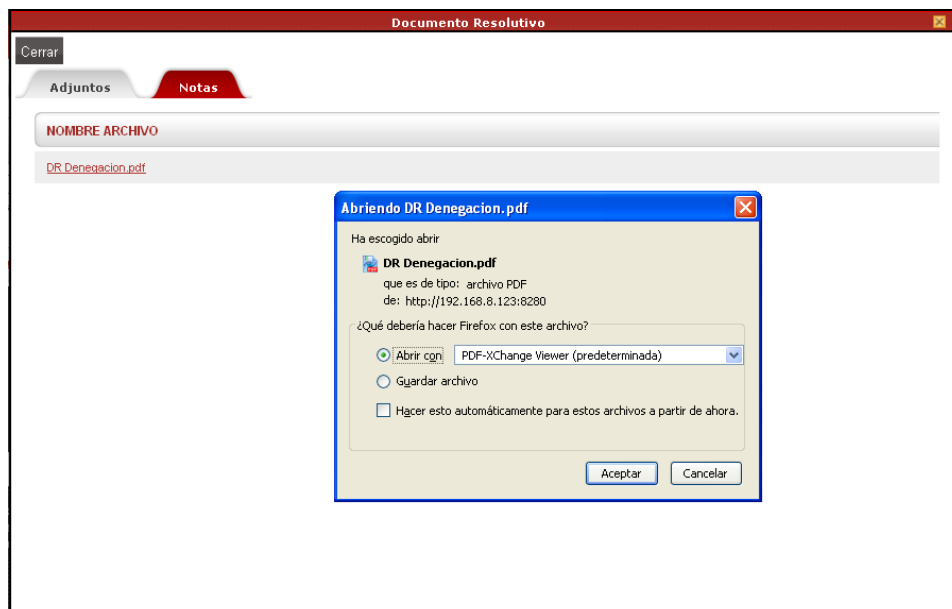 Documento Resolutivo
Cerrar
Adjuntos Notas
NOMBRE ARCHIVO
DR Denegacion.pdf
Abriendo DR Denegacion.pdf
Ha escogido abrir
DR Denegacion.pdf
que es de tipo: archivo PDF
de: http://192.168.8.123:8280
¿Qué debería hacer Firefox con este archivo?
Abrir con PDF-XChange Viewer (predeterminada)
Guardar archivo
Hacer esto automáticamente para estos archivos a partir de ahora.
Aceptar Cancelar